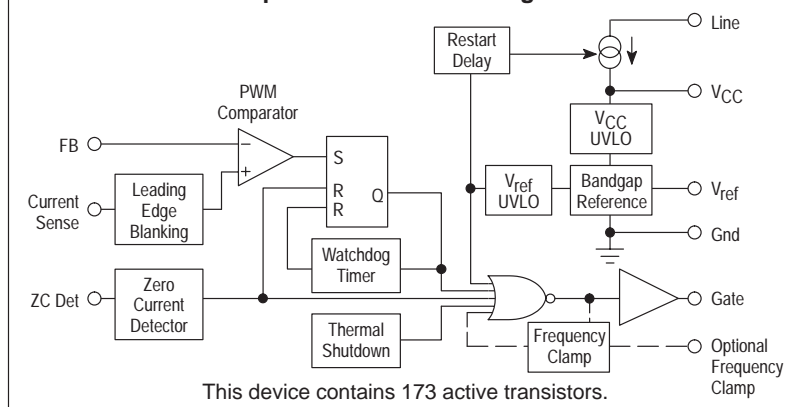 Restart
Delay
Line
VCC
VCC
UVLO
PWM
Comparator
FB
−
+
S
R
R
Q
Vref
UVLO
Bandgap
Reference
Vref
Current
Sense
Leading
Edge
Blanking
Gnd
Watchdog
Timer
ZC Det
Zero
Current
Detector
Gate
Thermal
Shutdown
Frequency
Clamp
Optional
Frequency
Clamp
This device contains 173 active transistors.